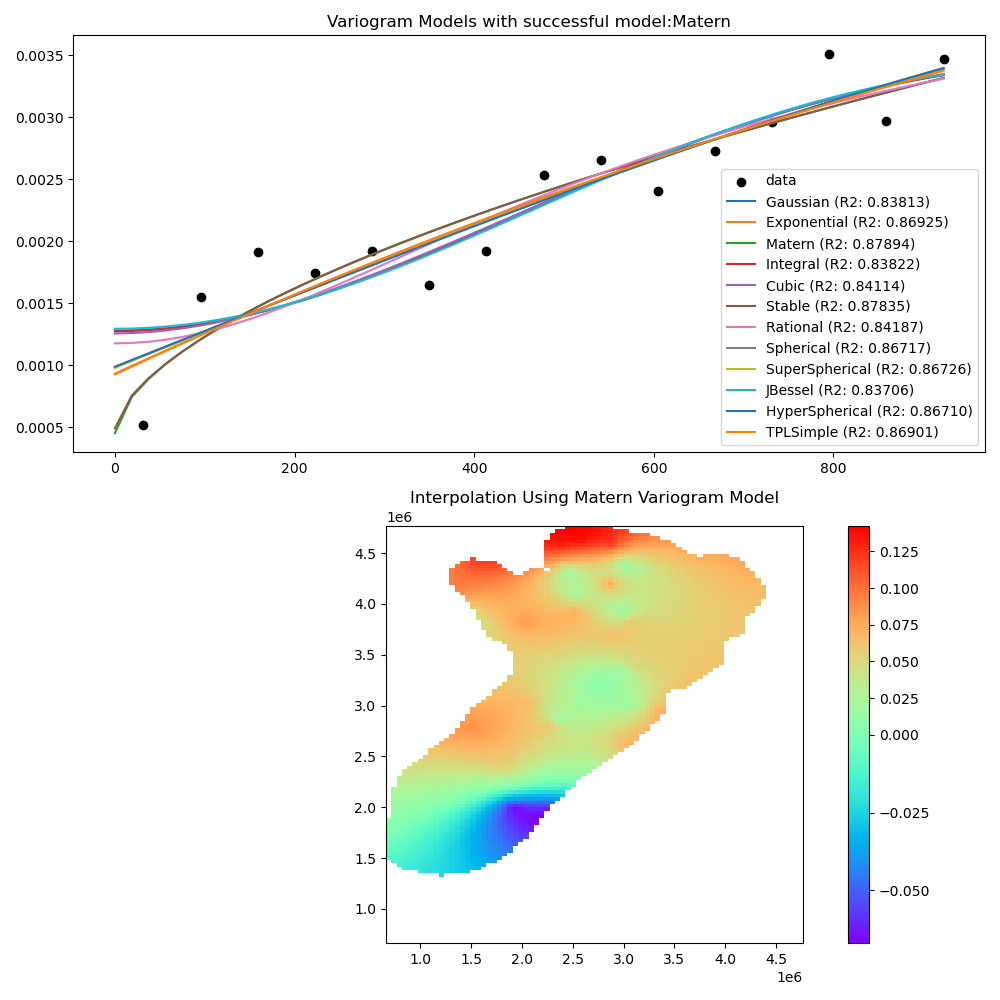 Variogram Models with successful model:Matern
0.0035
0.0030
0.0025
0.0020
0.0015
0.0010
0.0005
0 200 400 600 800
data
Gaussian (R2: 0.83813)
Exponential (R2: 0.86925)
Matern (R2: 0.87894)
Integral (R2: 0.83822)
Cubic (R2: 0.84114)
Stable (R2: 0.87835)
Rational (R2: 0.84187)
Spherical (R2: 0.86717)
SuperSpherical (R2: 0.86726)
JBessel (R2: 0.83706)
HyperSpherical (R2: 0.86710)
TPLSimple (R2: 0.86901)
Interpolation Using Matern Variogram Model
1e6
4.5
4.0
3.5
3.0
2.5
2.0
1.5
1.0
1.0 1.5 2.0 2.5 3.0 3.5 4.0 4.5
1e6
0.125
0.100
0.075
0.050
0.025
0.000
−0.025
−0.050